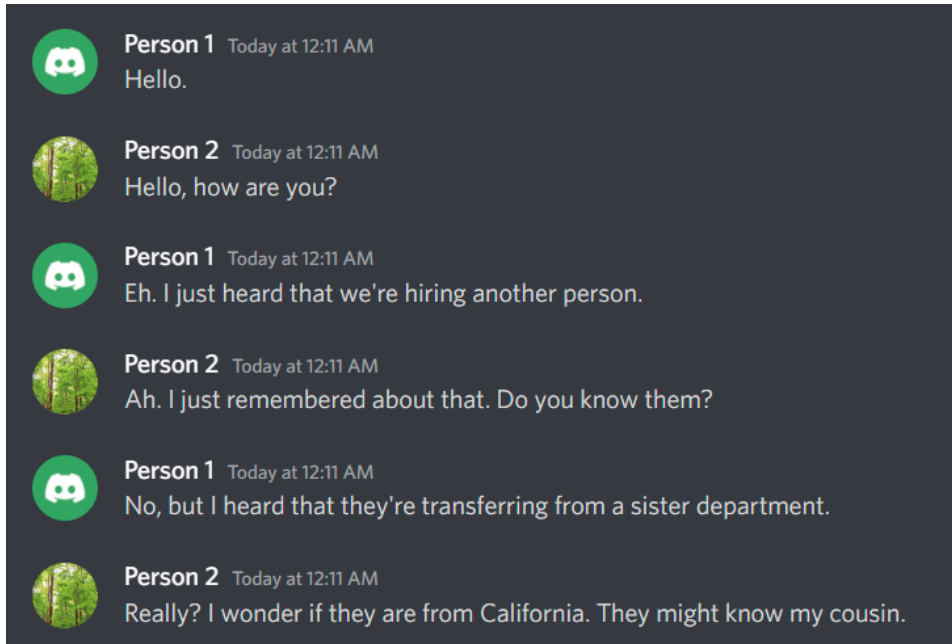 Person 1 Today at 12:11 AM
Hello.
Person 2 Today at 12:11 AM
Hello, how are you?
Person 1 Today at 12:11 AM
Eh. I just heard that we're hiring another person.
Person 2 Today at 12:11 AM
Ah. I just remembered about that. Do you know them?
Person 1 Today at 12:11 AM
No, but I heard that they're transferring from a sister department.
Person 2 Today at 12:11 AM
Really? I wonder if they are from California. They might know my cousin.